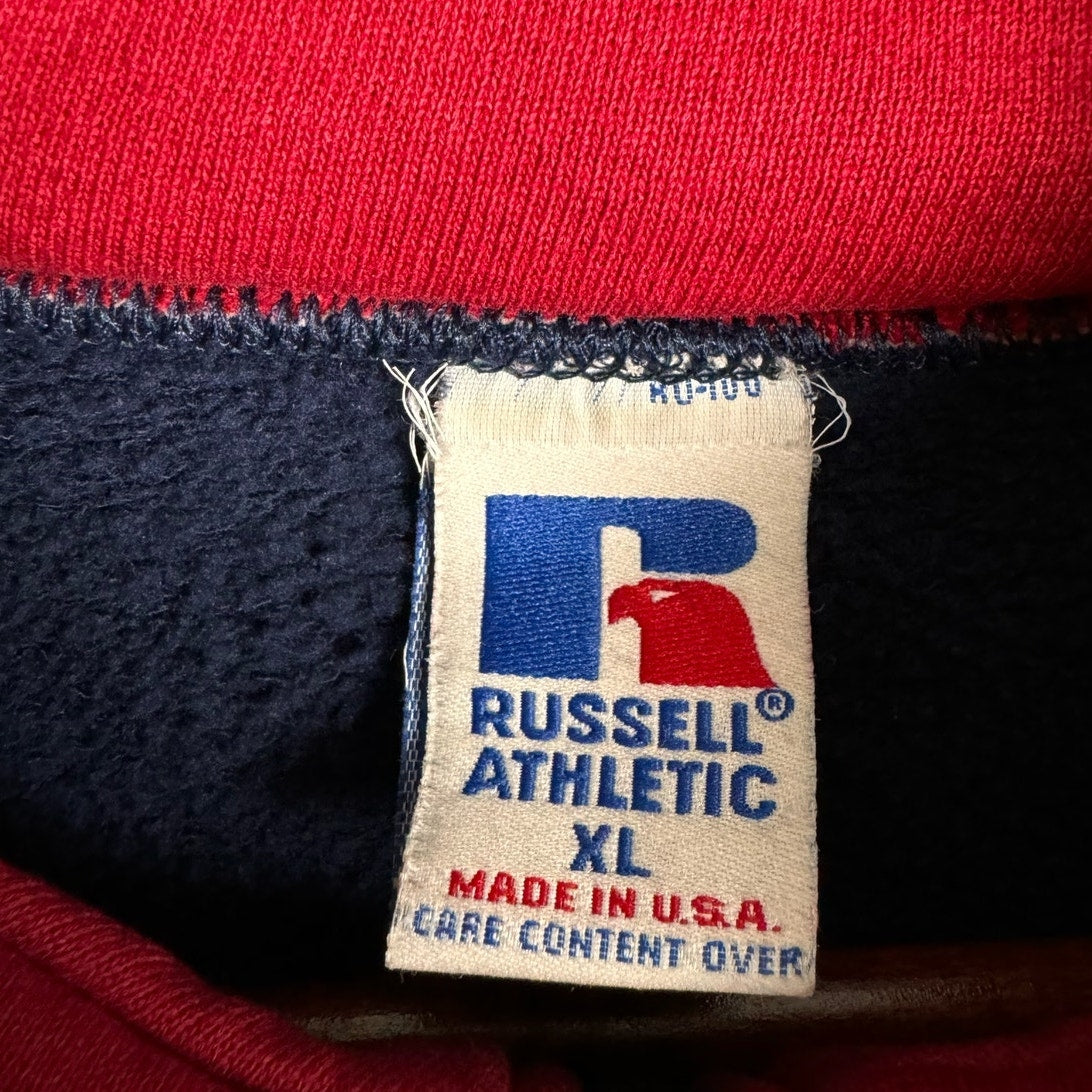 R
®
RUSSELL
ATHLETIC
XL
MADE IN U.S.A.
CARE CONTENT OVER